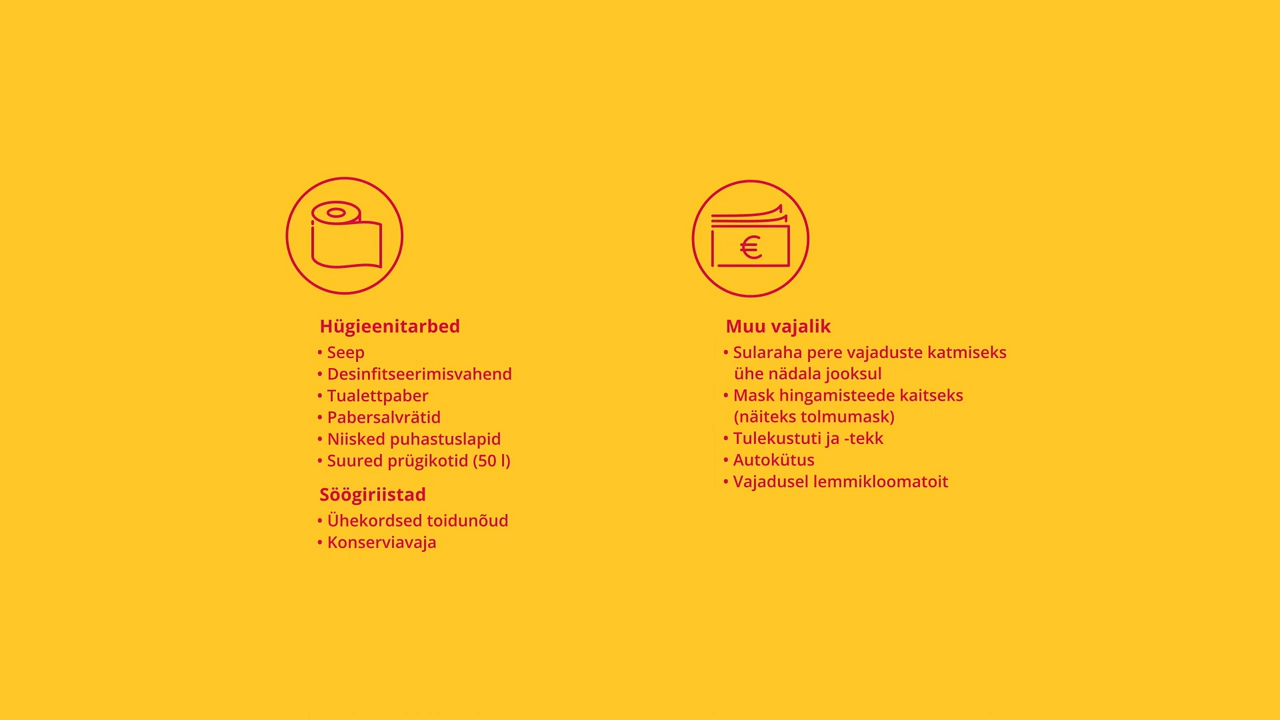 €
Hügieenitarbed
• Seep
• Desinfitseerimisvahend
• Tualettpaber
• Pabersalvrätid
• Niisked puhastuslapid
• Suured prügikotid (50 l)
Söögiriistad
• Ühekordsed toidunõud
• Konserviavaja
Muu vajalik
• Sularaha pere vajaduste katmiseks
ühe nädala jooksul
• Mask hingamisteede kaitseks
(näiteks tolmumask)
• Tulekustuti ja -tekk
• Autokütus
• Vajadusel lemmikloomatoit